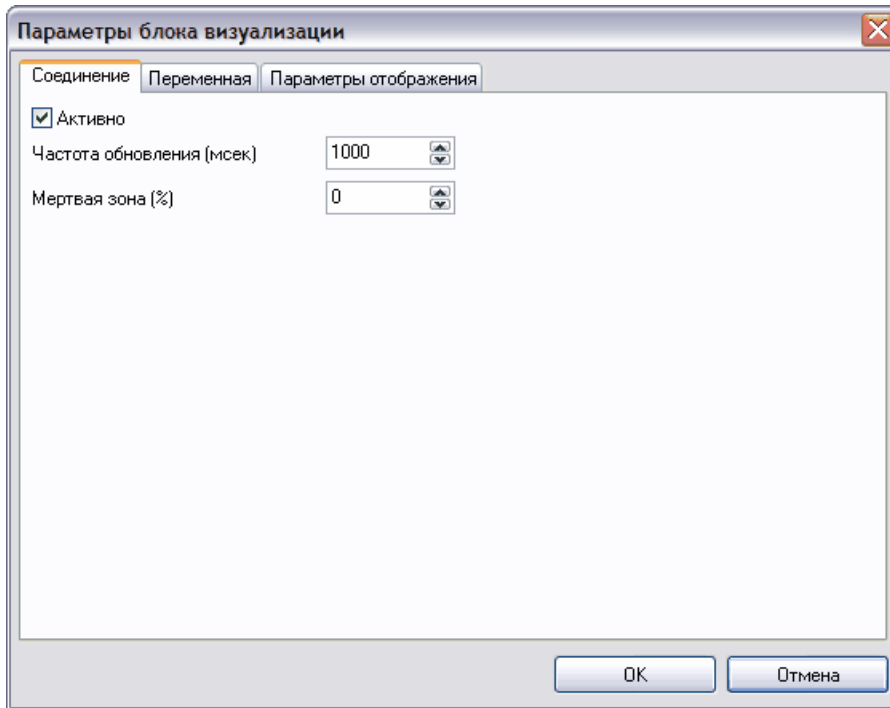 Параметры блока визуализации
Соединение Переменная Параметры отображения
Активно
Частота обновления (мсек) 1000
Мертвая зона (%) 0
OK Отмена